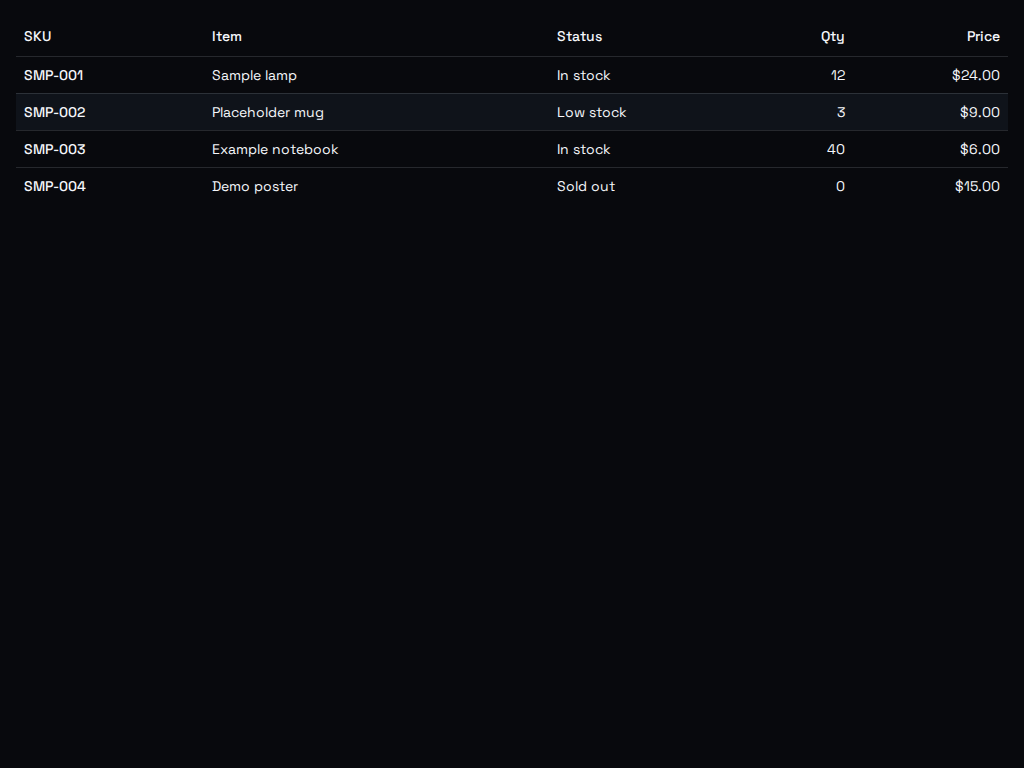 SKU Item Status Qty Price
SMP-001 Sample lamp In stock 12 $24.00
SMP-002 Placeholder mug Low stock 3 $9.00
SMP-003 Example notebook In stock 40 $6.00
SMP-004 Demo poster Sold out 0 $15.00